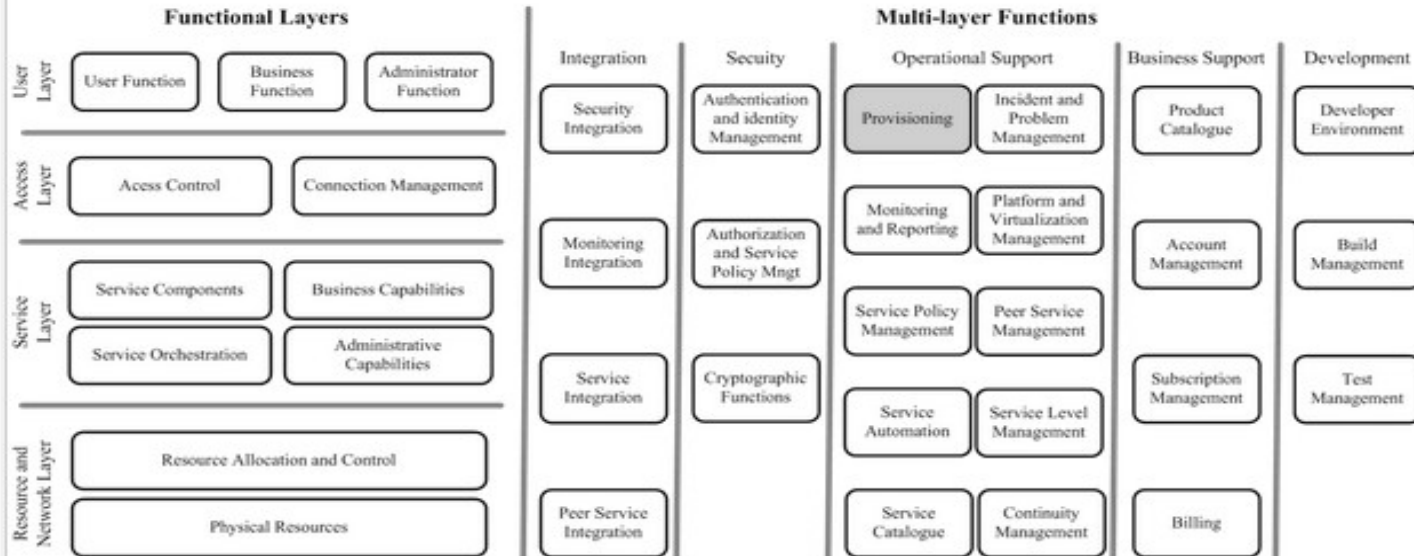 Functional Layers
User
Layer
User Function
Business
Function
Administrator
Function
Access
Layer
Acess Control
Connection Management
Service
Layer
Service Components
Business Capabilities
Service Orchestration
Administrative
Capabilities
Resource and
Network Layer
Resource Allocation and Control
Physical Resources
Multi-layer Functions
Integration
Security
Integration
Monitoring
Integration
Service
Integration
Peer Service
Integration
Secuity
Authentication
and identity
Management
Authorization
and Service
Policy Mngt
Cryptographic
Functions
Operational Support
Provisioning
Incident and
Problem
Management
Monitoring
and Reporting
Platform and
Virtualization
Management
Service Policy
Management
Peer Service
Management
Service
Automation
Service Level
Management
Service
Catalogue
Continuity
Management
Business Support
Product
Catalogue
Account
Management
Subscription
Management
Billing
Development
Developer
Environment
Build
Management
Test
Management